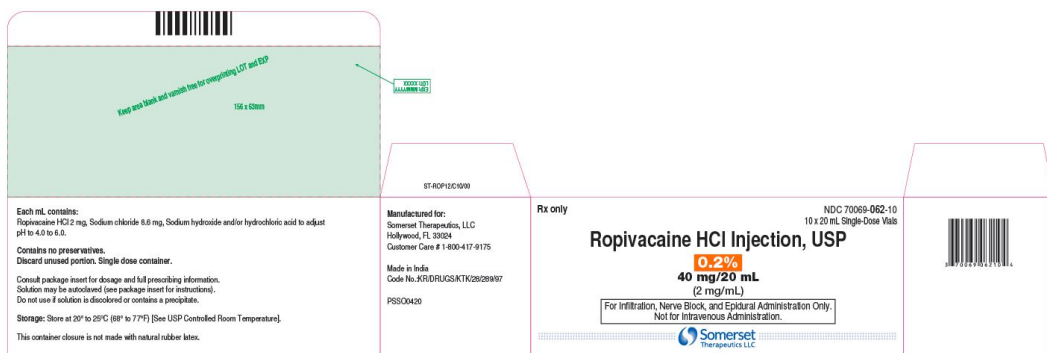 Keep area blank and varnish free for overprinting LOT and EXP
156 x 63mm
LOT: XXXXX
EXP: MMMYYYY
Each mL contains:
Ropivacaine HCl 2 mg, Sodium chloride 8.6 mg, Sodium hydroxide and/or hydrochloric acid to adjust
pH to 4.0 to 6.0.
Contains no preservatives.
Discard unused portion. Single dose container.
Consult package insert for dosage and full prescribing information.
Solution may be autoclaved (see package insert for instructions).
Do not use if solution is discolored or contains a precipitate.
Storage: Store at 20° to 25°C (68° to 77°F) [See USP Controlled Room Temperature].
This container closure is not made with natural rubber latex.
ST-ROP12/C10/00
Manufactured for:
Somerset Therapeutics, LLC
Hollywood, FL 33024
Customer Care # 1-800-417-9175
Made in India
Code No.:KR/DRUGS/KTK/28/289/97
PSSO0420
Rx only
NDC 70069-062-10
10 x 20 mL Single-Dose Vials
Ropivacaine HCl Injection, USP
0.2%
40 mg/20 mL
(2 mg/mL)
For Infiltration, Nerve Block, and Epidural Administration Only.
Not for Intravenous Administration.
Somerset
Therapeutics LLC
3 70069 06210 4